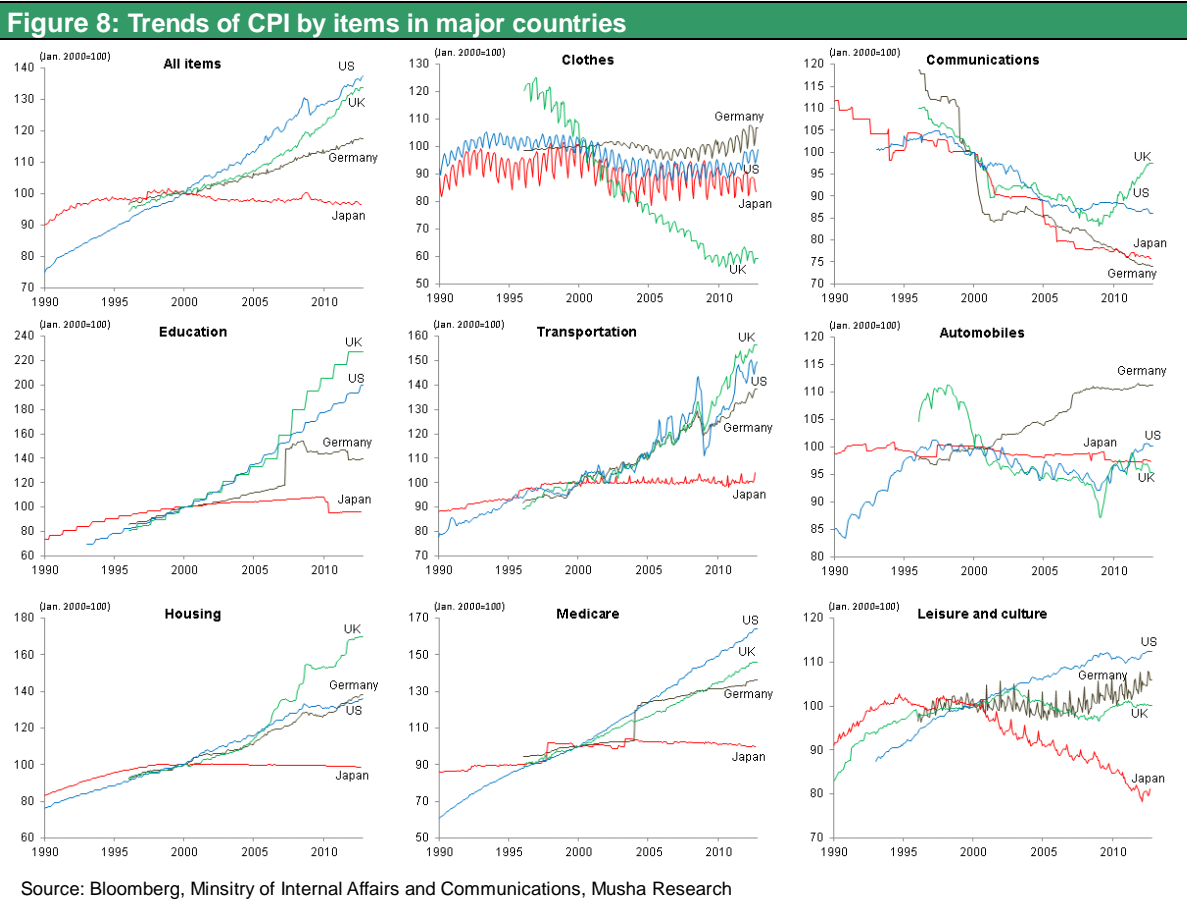 Figure 8: Trends of CPI by items in major countries
(Jan. 2000=100)
All items
140
130
120
110
100
90
80
70
1990 1995 2000 2005 2010
US
UK
Germany
Japan
(Jan. 2000=100)
Clothes
130
120
110
100
90
80
70
60
50
1990 1995 2000 2005 2010
Germany
US
Japan
UK
(Jan. 2000=100)
Communications
120
115
110
105
100
95
90
85
80
75
70
1990 1995 2000 2005 2010
UK
US
Japan
Germany
(Jan. 2000=100)
Education
240
220
200
180
160
140
120
100
80
60
1990 1995 2000 2005 2010
UK
US
Germany
Japan
(Jan. 2000=100)
Transportation
160
150
140
130
120
110
100
90
80
70
1990 1995 2000 2005 2010
UK
US
Germany
Japan
(Jan. 2000=100)
Automobiles
120
115
110
105
100
95
90
85
80
1990 1995 2000 2005 2010
Germany
Japan
US
UK
(Jan. 2000=100)
Housing
180
160
140
120
100
80
60
40
1990 1995 2000 2005 2010
UK
Germany
US
Japan
(Jan. 2000=100)
Medicare
170
150
130
110
90
70
50
1990 1995 2000 2005 2010
US
UK
Germany
Japan
(Jan. 2000=100)
Leisure and culture
120
110
100
90
80
70
1990 1995 2000 2005 2010
US
Germany
UK
Japan
Source: Bloomberg, Minsitry of Internal Affairs and Communications, Musha Research